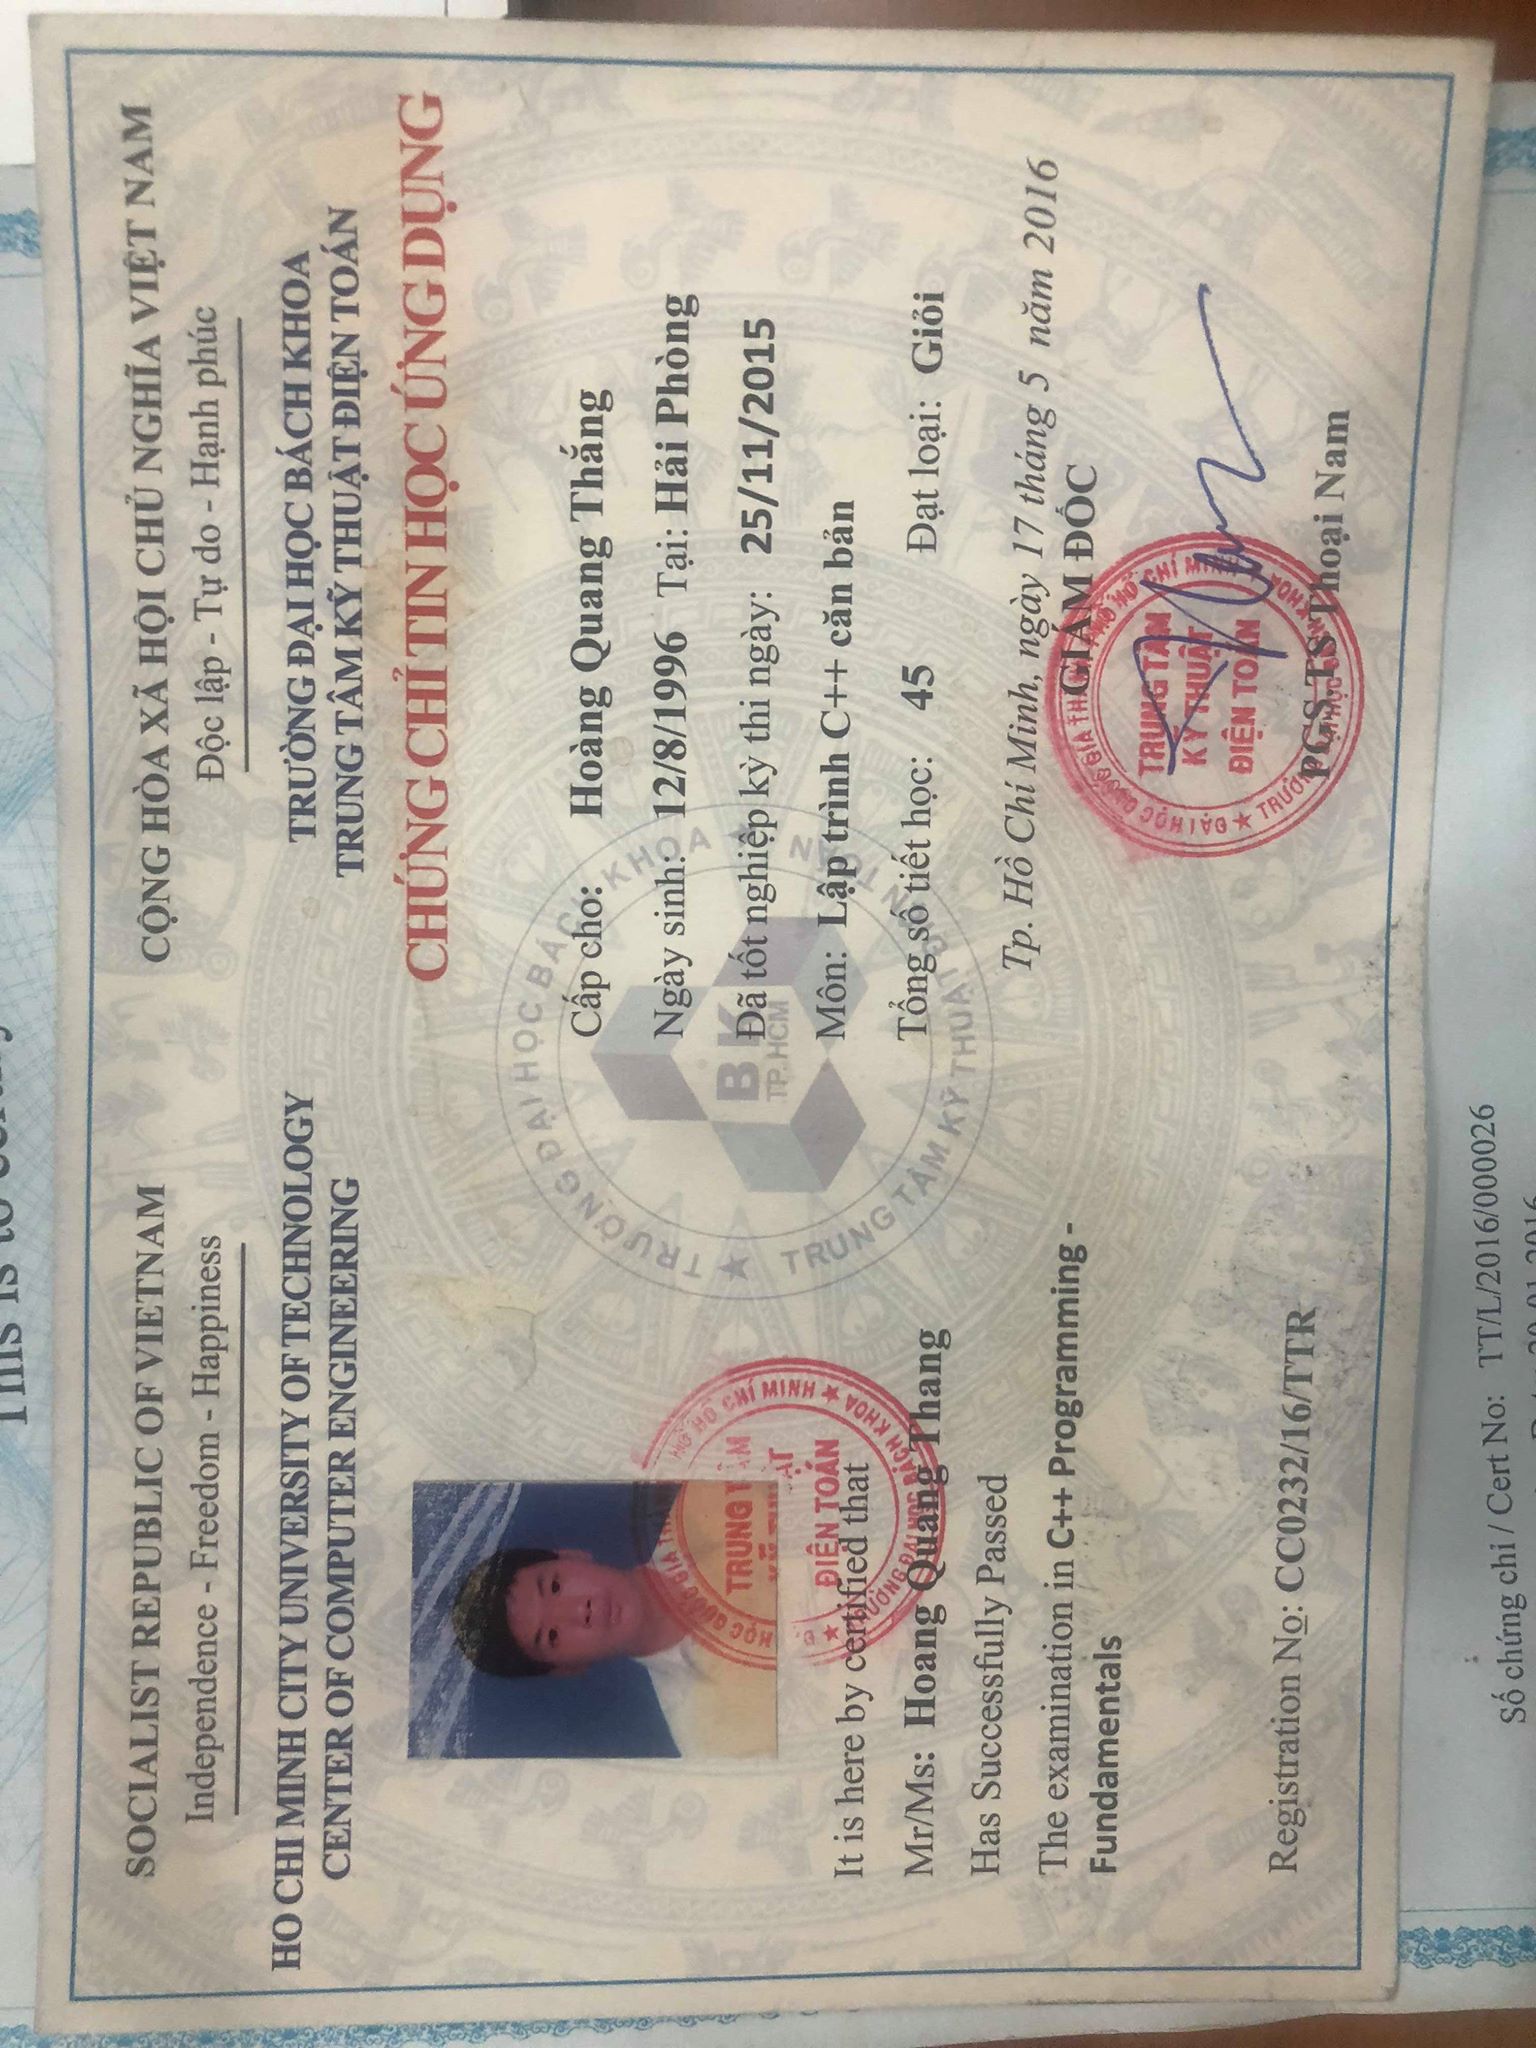 SOCIALIST REPUBLIC OF VIETNAM
Independence - Freedom - Happiness
HO CHI MINH CITY UNIVERSITY OF TECHNOLOGY
CENTER OF COMPUTER ENGINEERING
It is here by certified that
Mr/Ms: Hoang Quang Thang
Has Successfully Passed
The examination in C++ Programming -
Fundamentals
Registration No: CC0232/16/TTR
CỘNG HÒA XÃ HỘI CHỦ NGHĨA VIỆT NAM
Độc lập - Tự do - Hạnh phúc
TRƯỜNG ĐẠI HỌC BÁCH KHOA
TRUNG TÂM KỸ THUẬT ĐIỆN TOÁN
CHỨNG CHỈ TIN HỌC ỨNG DỤNG
Cấp cho: Hoàng Quang Thắng
Ngày sinh: 12/8/1996 Tại: Hải Phòng
Đã tốt nghiệp kỳ thi ngày: 25/11/2015
Môn: Lập trình C++ căn bản
Tổng số tiết học: 45 Đạt loại: Giỏi
Tp. Hồ Chí Minh, ngày 17 tháng 5 năm 2016
GIÁM ĐỐC
TRUNG TÂM
KỸ THUẬT
ĐIỆN TOÁN
PGS.TS Thoại Nam
TRƯỜNG ĐẠI HỌC BÁCH KHOA
BK
TP.HCM
TRUNG TÂM KỸ THUẬT ĐIỆN TOÁN
ĐIỆN TOÁN
This is to
Số chứng chỉ / Cert No: TT/L/2016/000026